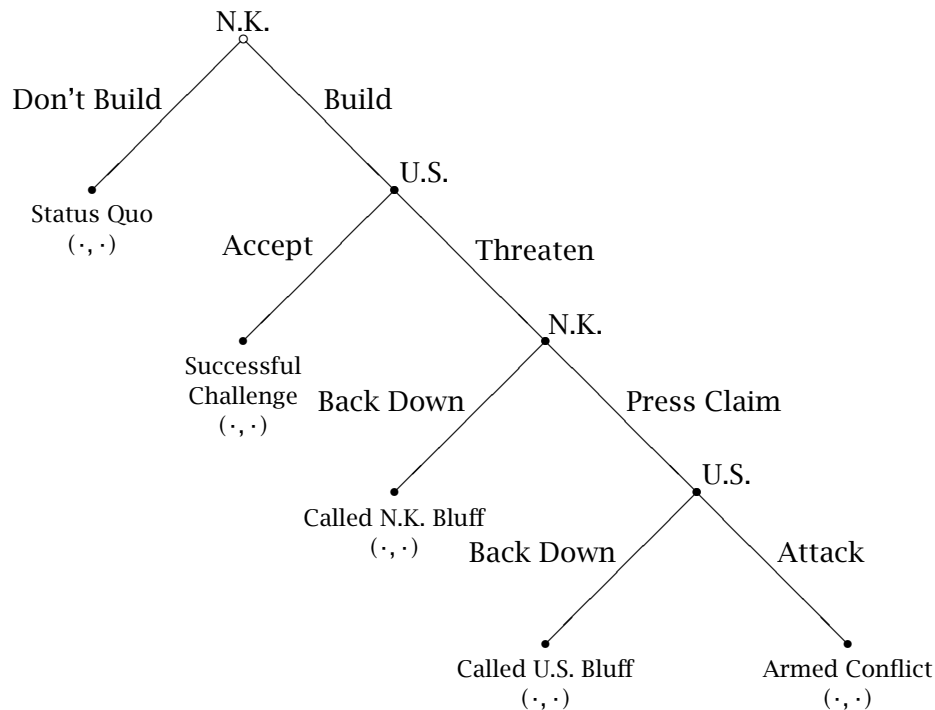 N.K.
Don't Build
Build
U.S.
Status Quo
(·,·)
Accept
Threaten
N.K.
Successful
Challenge
(·,·)
Back Down
Press Claim
U.S.
Called N.K. Bluff
(·,·)
Back Down
Attack
Called U.S. Bluff
(·,·)
Armed Conflict
(·,·)